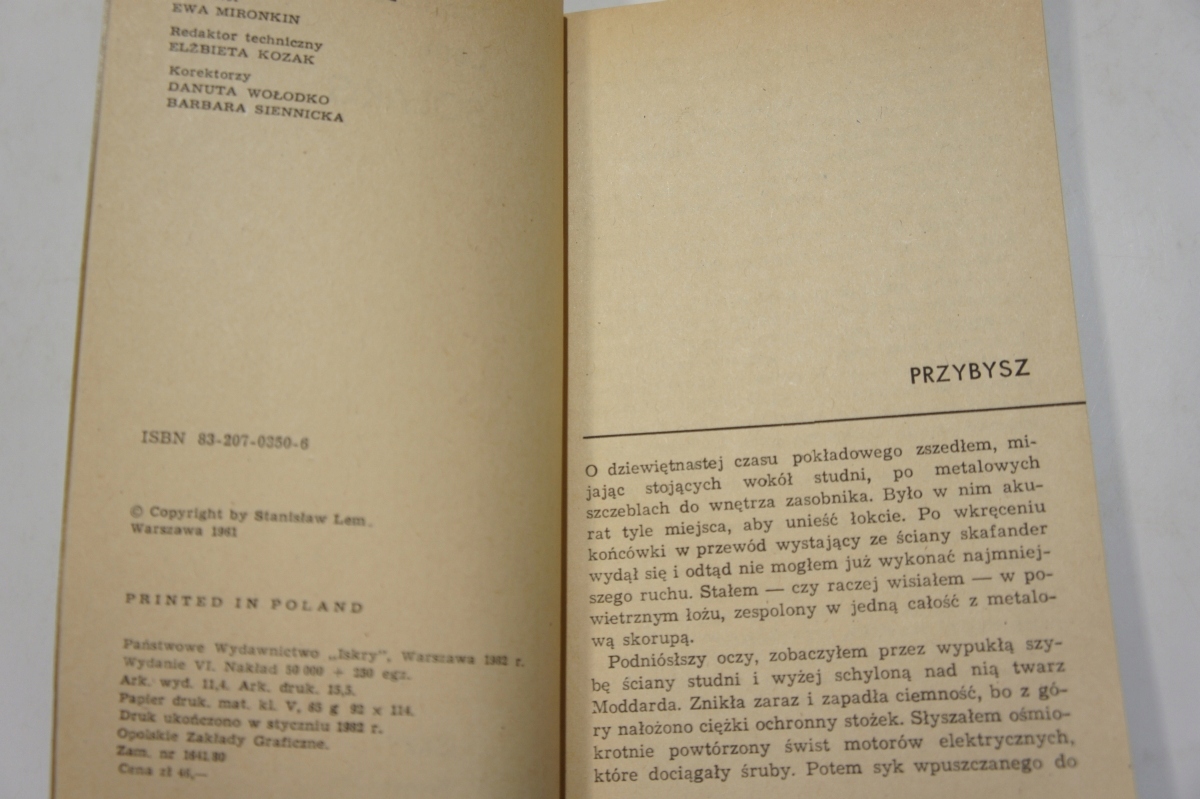 EWA MIRONKIN
Redaktor techniczny
ELŻBIETA KOZAK
Korektorzy
DANUTA WOŁODKO
BARBARA SIENNICKA
ISBN 83-207-0350-6
© Copyright by Stanisław Lem.
Warszawa 1961
PRINTED IN POLAND
Państwowe Wydawnictwo „Iskry", Warszawa 1982 r.
Wydanie VI. Nakład 50 000 + 250 egz.
Ark. wyd. 11,4. Ark. druk. 13,5.
Papier druk. mat. kl. V, 65 g 92 x 114.
Druk ukończono w styczniu 1982 r.
Opolskie Zakłady Graficzne.
Zam. nr 1641/80
Cena zł 46,—
PRZYBYSZ
O dziewiętnastej czasu pokładowego zszedłem, mi-
jając stojących wokół studni, po metalowych
szczeblach do wnętrza zasobnika. Było w nim aku-
rat tyle miejsca, aby unieść łokcie. Po wkręceniu
końcówki w przewód wystający ze ściany skafander
wydął się i odtąd nie mogłem już wykonać najmniej-
szego ruchu. Stałem — czy raczej wisiałem — w po-
wietrznym łożu, zespolony w jedną całość z metalo-
wą skorupą.
Podniósłszy oczy, zobaczyłem przez wypukłą szy-
bę ściany studni i wyżej schyloną nad nią twarz
Moddarda. Znikła zaraz i zapadła ciemność, bo z gó-
ry nałożono ciężki ochronny stożek. Słyszałem ośmio-
krotnie powtórzony świst motorów elektrycznych,
które dociągały śruby. Potem syk wpuszczanego do